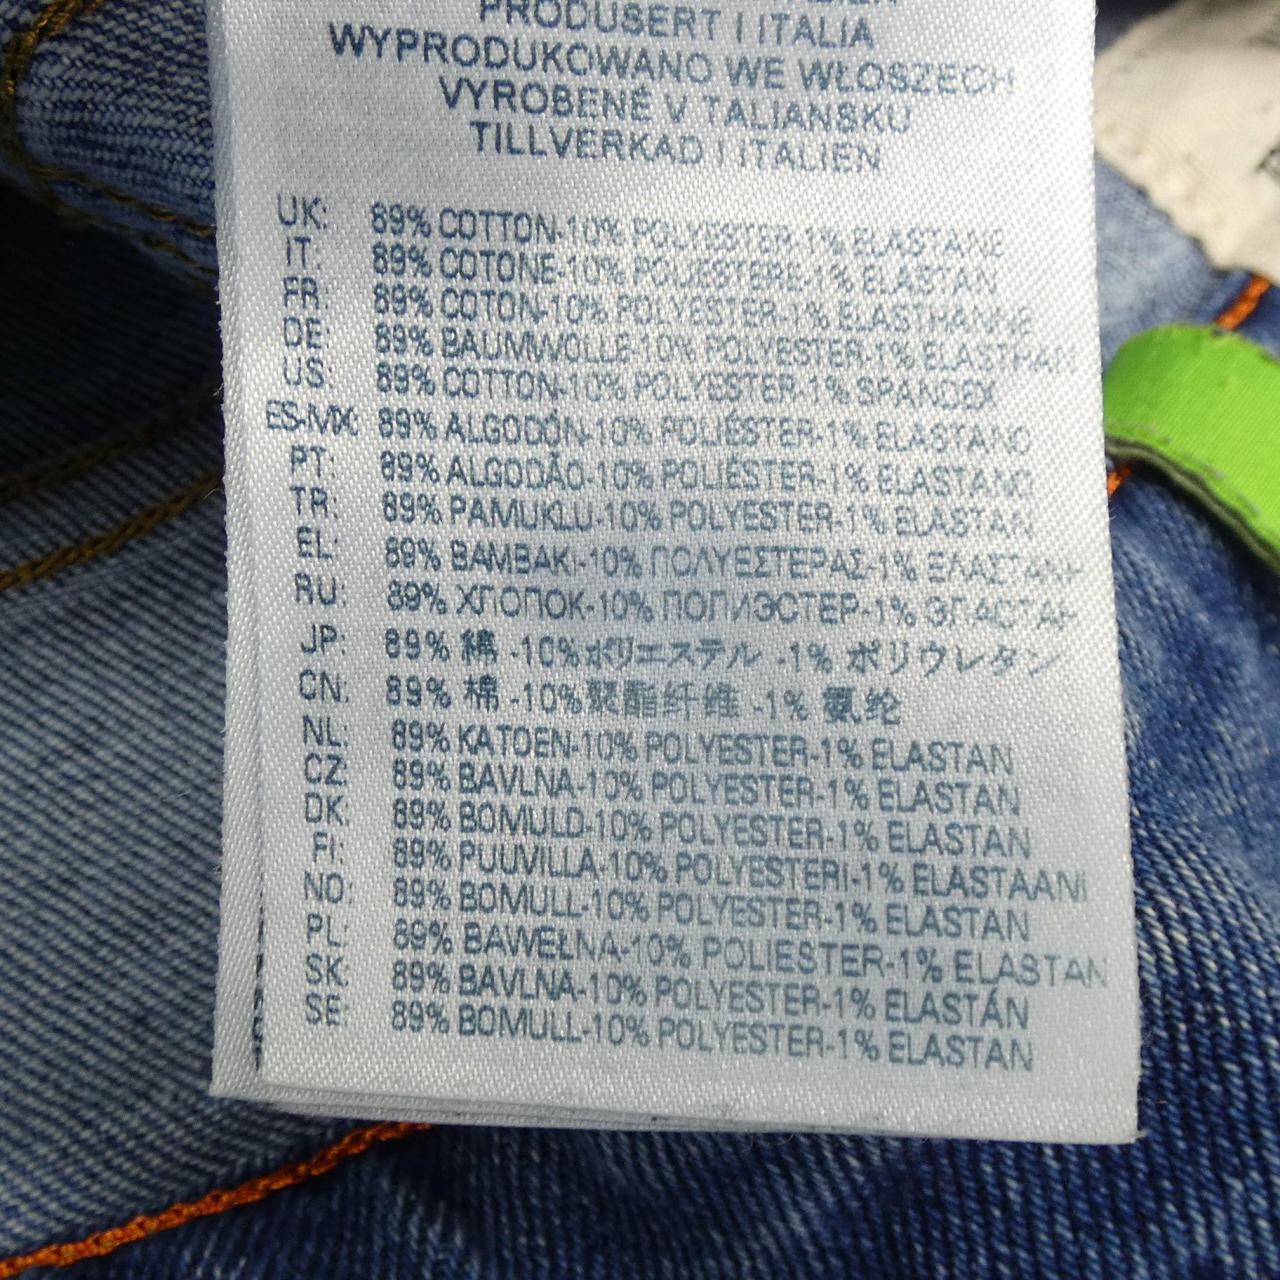 PRODUSERT I ITALIA
WYPRODUKOWANO WE WŁOSZECH
VYROBENÉ V TALIANSKU
TILLVERKAD I ITALIEN
UK: 89% COTTON-10% POLYESTER-1% ELASTANE
IT: 89% COTONE-10% POLIESTERE-1% ELASTAN
FR: 89% COTON-10% POLYESTER-1% ELASTHANNE
DE: 89% BAUMWOLLE-10% POLYESTER-1% ELASTHAN
US: 89% COTTON-10% POLYESTER-1% SPANDEX
ES-MX: 89% ALGODÓN-10% POLIÉSTER-1% ELASTANO
PT: 89% ALGODÃO-10% POLIÉSTER-1% ELASTANO
TR: 89% PAMUKLU-10% POLYESTER-1% ELASTAN
EL: 89% ΒΑΜΒΑΚΙ-10% ΠΟΛΥΕΣΤΕΡΑΣ-1% ΕΛΑΣΤΑΝΗ
RU: 89% ХЛОПОК-10% ПОЛИЭСТЕР-1% ЭЛАСТАН
JP: 89% 綿 -10%ポリエステル -1% ポリウレタン
CN: 89% 棉 -10%聚酯纤维 -1% 氨纶
NL: 89% KATOEN-10% POLYESTER-1% ELASTAN
CZ: 89% BAVLNA-10% POLYESTER-1% ELASTAN
DK: 89% BOMULD-10% POLYESTER-1% ELASTAN
FI: 89% PUUVILLA-10% POLYESTERI-1% ELASTAANI
NO: 89% BOMULL-10% POLYESTER-1% ELASTAN
PL: 89% BAWEŁNA-10% POLIESTER-1% ELASTAN
SK: 89% BAVLNA-10% POLYESTER-1% ELASTÁN
SE: 89% BOMULL-10% POLYESTER-1% ELASTAN